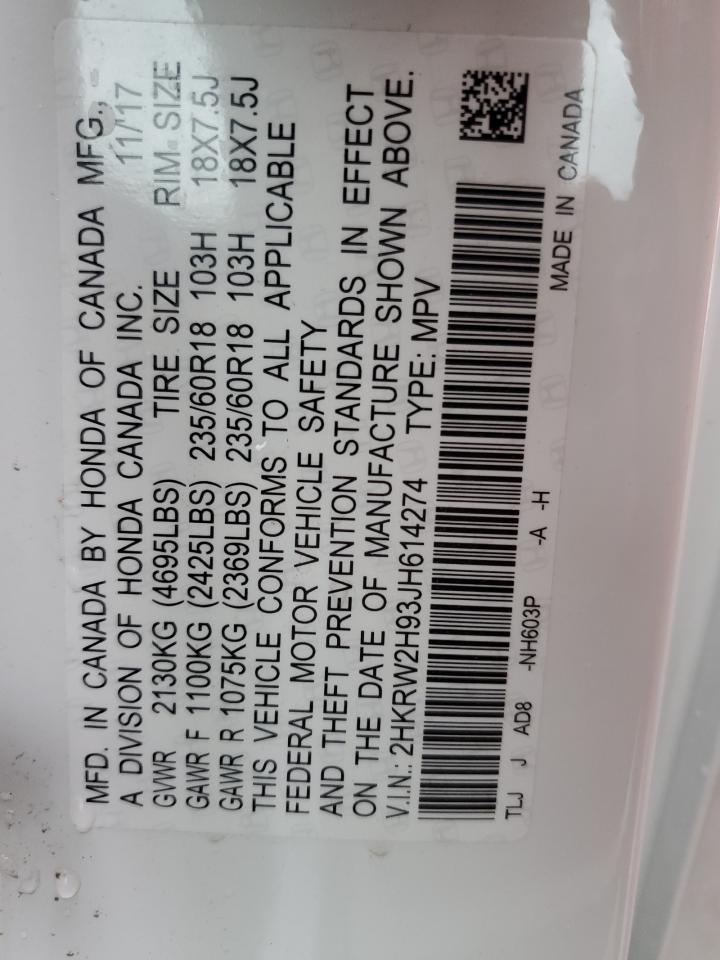 MFD. IN CANADA BY HONDA OF CANADA MFG.,
A DIVISION OF HONDA CANADA INC. 11/'17
GVWR 2130KG (4695LBS) TIRE SIZE RIM SIZE
GAWR F 1100KG (2425LBS) 235/60R18 103H 18X7.5J
GAWR R 1075KG (2369LBS) 235/60R18 103H 18X7.5J
THIS VEHICLE CONFORMS TO ALL APPLICABLE
FEDERAL MOTOR VEHICLE SAFETY
AND THEFT PREVENTION STANDARDS IN EFFECT
ON THE DATE OF MANUFACTURE SHOWN ABOVE.
V.I.N.: 2HKRW2H93JH614274 TYPE: MPV
TLJ J AD8 -NH603P -A -H
MADE IN CANADA